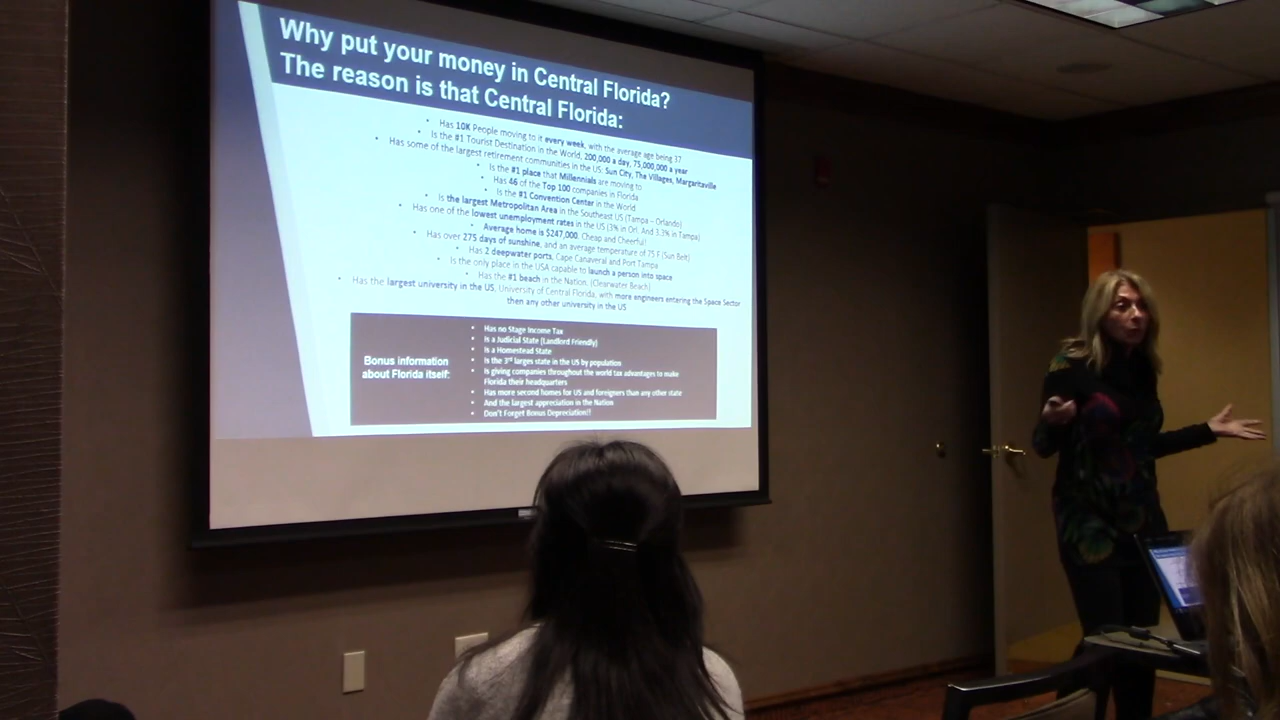 Why put your money in Central Florida?
The reason is that Central Florida:
• Has 10K People moving to it every week, with the average age being 37
• Is the #1 Tourist Destination in the World, 200,000 a day, 75,000,000 a year
• Has some of the largest retirement communities in the US: Sun City, The Villages, Margaritaville
• Is the #1 place that Millennials are moving to
• Has 46 of the Top 100 companies in Florida
• Is the #1 Convention Center in the World
• Is the largest Metropolitan Area in the Southeast US (Tampa – Orlando)
• Has one of the lowest unemployment rates in the US (3% in Orl. And 3.3% in Tampa)
• Average home is $247,000. Cheap and Cheerful!
• Has over 275 days of sunshine, and an average temperature of 75 F (Sun Belt)
• Has 2 deepwater ports, Cape Canaveral and Port Tampa
• Is the only place in the USA capable to launch a person into space
• Has the #1 beach in the Nation. (Clearwater Beach)
• Has the largest university in the US, University of Central Florida, with more engineers entering the Space Sector
then any other university in the US
Bonus information
about Florida itself:
• Has no Stage Income Tax
• Is a Judicial State (Landlord Friendly)
• Is a Homestead State
• Is the 3rd larges state in the US by population
• Is giving companies throughout the world tax advantages to make
Florida their headquarters
• Has more second homes for US and foreigners than any other state
• And the largest appreciation in the Nation
• Don't Forget Bonus Depreciation!!